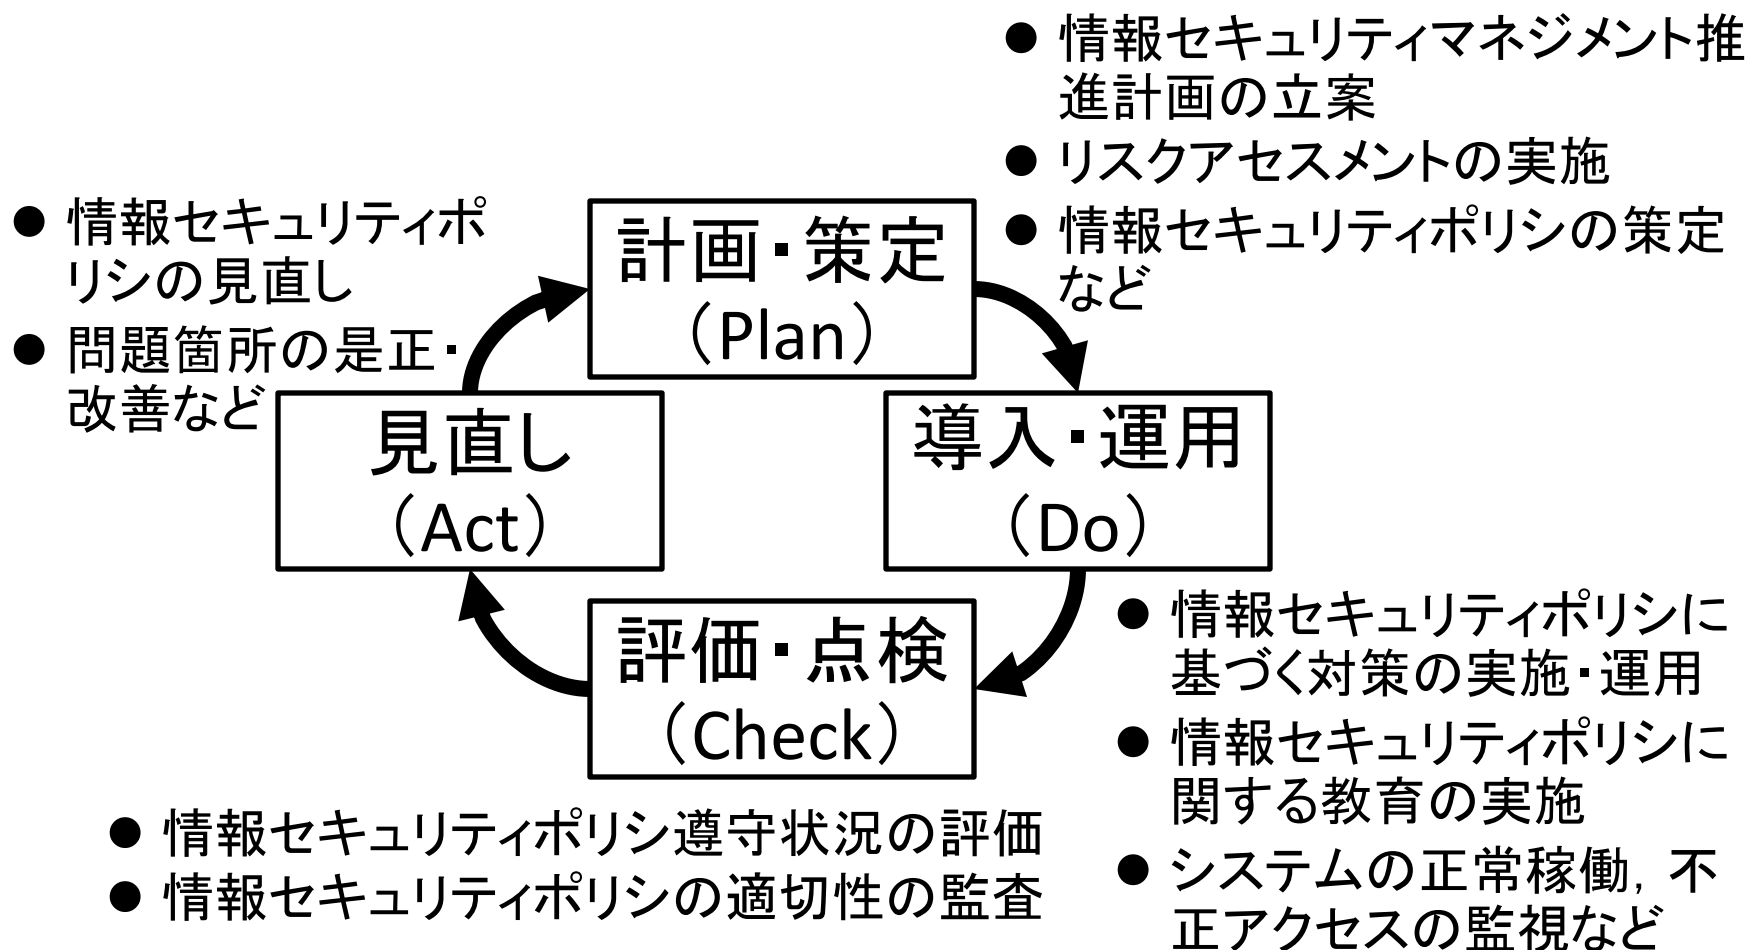 ● 情報セキュリティマネジメント推
進計画の立案
● リスクアセスメントの実施
● 情報セキュリティポリシの策定
など
計画・策定
（Plan）
● 情報セキュリティポ
リシの見直し
● 問題箇所の是正・
改善など
見直し
（Act）
導入・運用
（Do）
評価・点検
（Check）
● 情報セキュリティポリシに
基づく対策の実施・運用
● 情報セキュリティポリシに
関する教育の実施
● システムの正常稼働，不
正アクセスの監視など
● 情報セキュリティポリシ遵守状況の評価
● 情報セキュリティポリシの適切性の監査